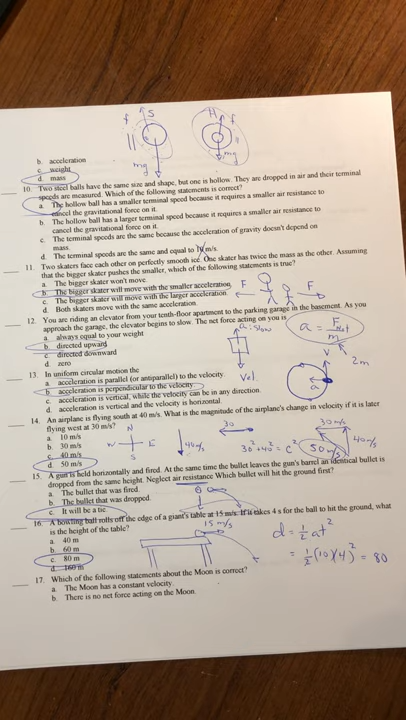 S
f
H
f
mg
mg
b. acceleration
c. weight
d. mass
10. Two steel balls have the same size and shape, but one is hollow. They are dropped in air and their terminal
speeds are measured. Which of the following statements is correct?
a. The hollow ball has a smaller terminal speed because it requires a smaller air resistance to
cancel the gravitational force on it.
b. The hollow ball has a larger terminal speed because it requires a smaller air resistance to
cancel the gravitational force on it.
c. The terminal speeds are the same because the acceleration of gravity doesn't depend on
mass.
d. The terminal speeds are the same and equal to m/s.
11. Two skaters face each other on perfectly smooth ice. One skater has twice the mass as the other. Assuming
that the bigger skater pushes the smaller, which of the following statements is true?
a. The bigger skater won't move.
b. The bigger skater will move with the smaller acceleration.
c. The bigger skater will move with the larger acceleration.
d. Both skaters move with the same acceleration.
F F
12. You are riding an elevator from your tenth-floor apartment to the parking garage in the basement. As you
approach the garage, the elevator begins to slow. The net force acting on you is
a. always equal to your weight
b. directed upward
c. directed downward
d. zero
a: slow
Vel.
a = F Net / m
2m
13. In uniform circular motion the
a. acceleration is parallel (or antiparallel) to the velocity.
b. acceleration is perpendicular to the velocity
c. acceleration is vertical, while the velocity can be in any direction.
d. acceleration is vertical and the velocity is horizontal.
V
a
14. An airplane is flying south at 40 m/s. What is the magnitude of the airplane's change in velocity if it is later
flying west at 30 m/s?
a. 10 m/s
b. 30 m/s
c. 40 m/s
d. 50 m/s
N
W E
S
40 m/s
30
30² + 40² = c²
50 m/s
30 m/s
40 m/s
15. A gun is held horizontally and fired. At the same time the bullet leaves the gun's barrel an identical bullet is
dropped from the same height. Neglect air resistance Which bullet will hit the ground first?
a. The bullet that was fired.
b. The bullet that was dropped.
c. It will be a tie.
16. A bowling ball rolls off the edge of a giant's table at 15 m/s. If it takes 4 s for the ball to hit the ground, what
is the height of the table?
a. 40 m
b. 60 m
c. 80 m
d. 160 m
15 m/s
d = 1/2 at²
= 1/2 (10)(4)² = 80
17. Which of the following statements about the Moon is correct?
a. The Moon has a constant velocity.
b. There is no net force acting on the Moon.